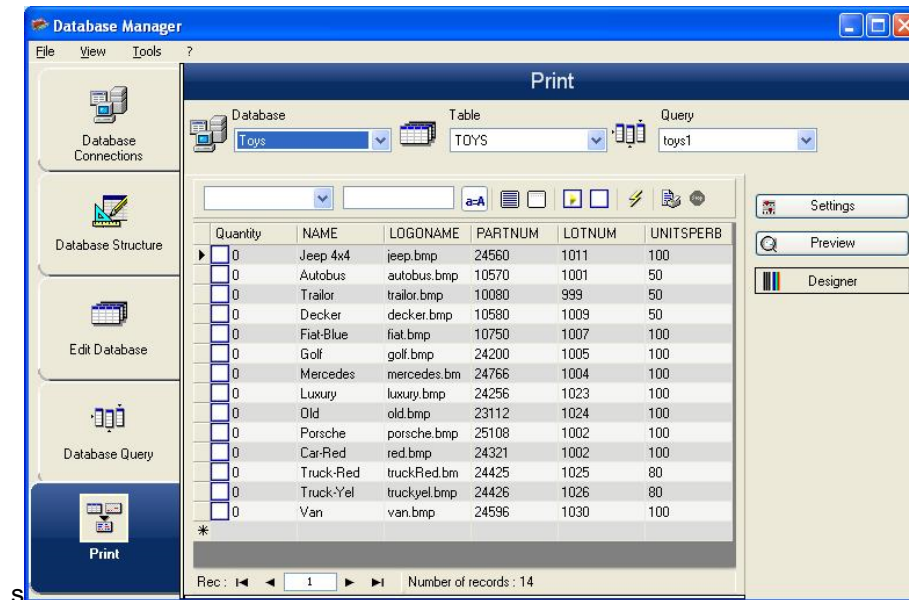 Database Manager
File View Tools ?
Print
Database Table Query
Toys TOYS toys1
Database
Connections
Database Structure
Edit Database
Database Query
Print
a=A
Settings
Preview
Designer
Quantity NAME LOGONAME PARTNUM LOTNUM UNITSPERB
0 Jeep 4x4 jeep.bmp 24560 1011 100
0 Autobus autobus.bmp 10570 1001 50
0 Trailor trailor.bmp 10080 999 50
0 Decker decker.bmp 10580 1009 50
0 Fiat-Blue fiat.bmp 10750 1007 100
0 Golf golf.bmp 24200 1005 100
0 Mercedes mercedes.bm 24766 1004 100
0 Luxury luxury.bmp 24256 1023 100
0 Old old.bmp 23112 1024 100
0 Porsche porsche.bmp 25108 1002 100
0 Car-Red red.bmp 24321 1002 100
0 Truck-Red truckRed.bm 24425 1025 80
0 Truck-Yel truckyel.bmp 24426 1026 80
0 Van van.bmp 24596 1030 100
Rec : 1 Number of records : 14
s